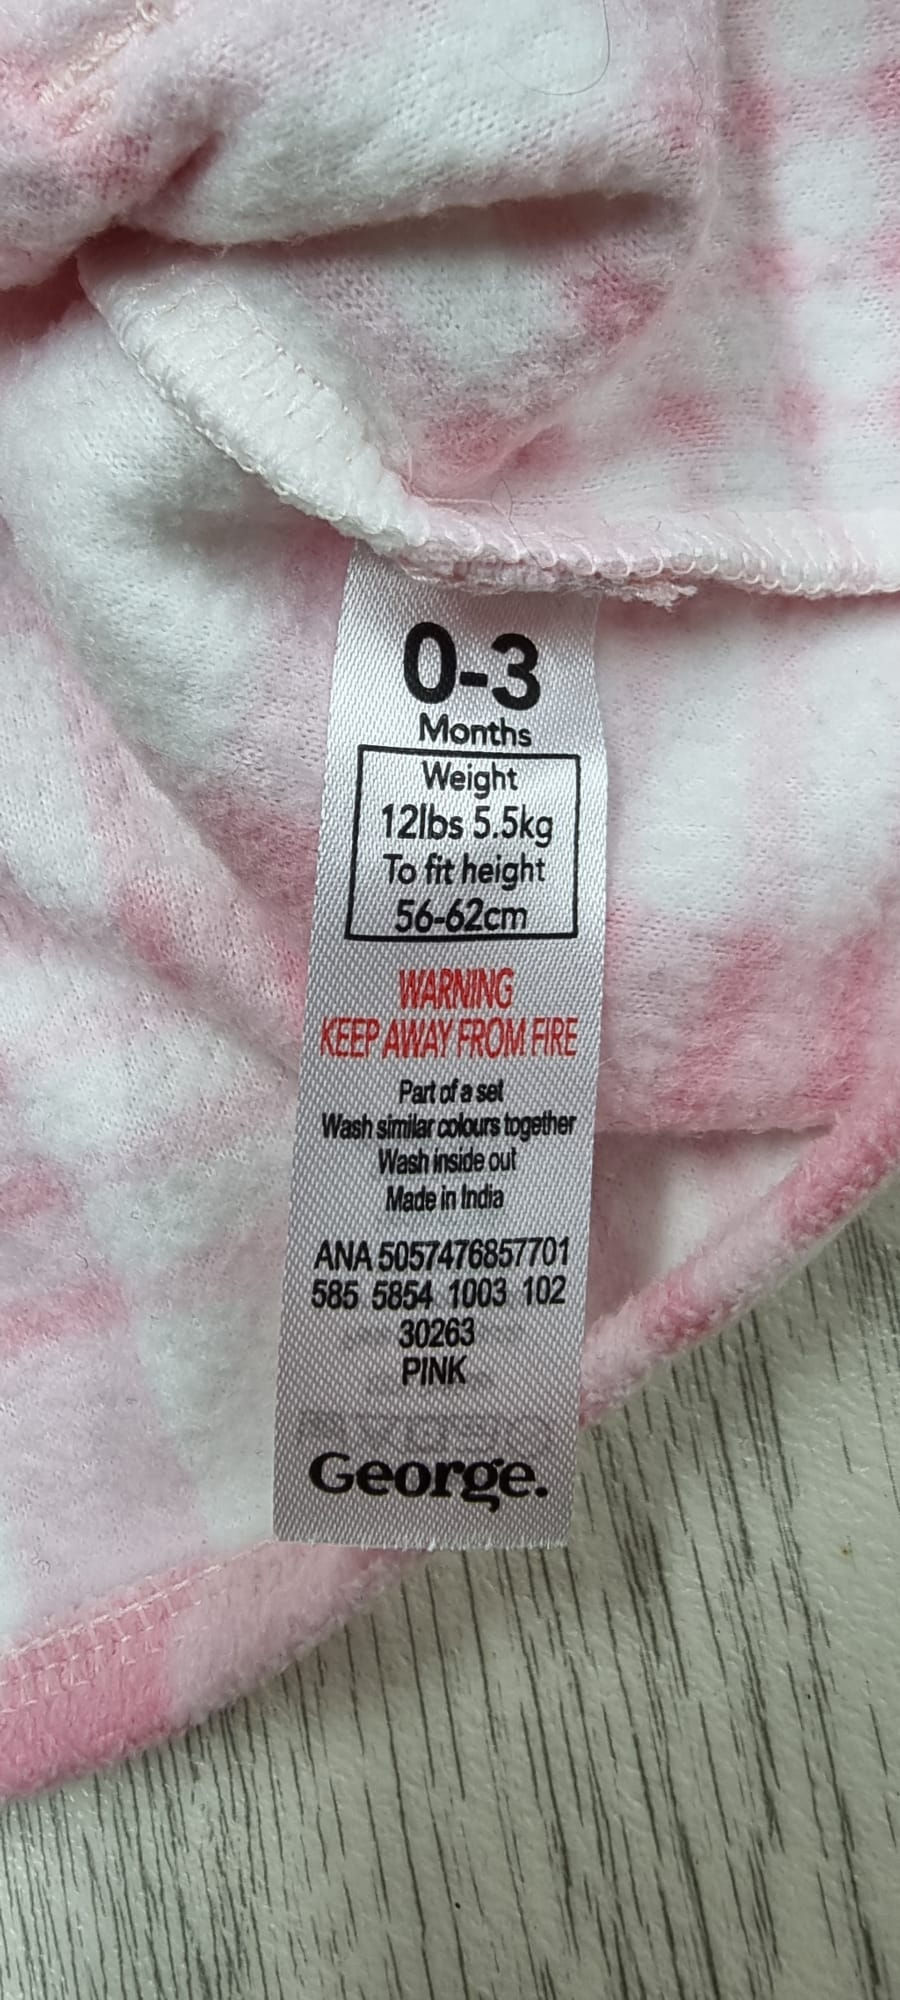 0-3
Months
Weight
12lbs 5.5kg
To fit height
56-62cm
WARNING
KEEP AWAY FROM FIRE
Part of a set
Wash similar colours together
Wash inside out
Made in India
ANA 5057476857701
585 5854 1003 102
30263
PINK
George.